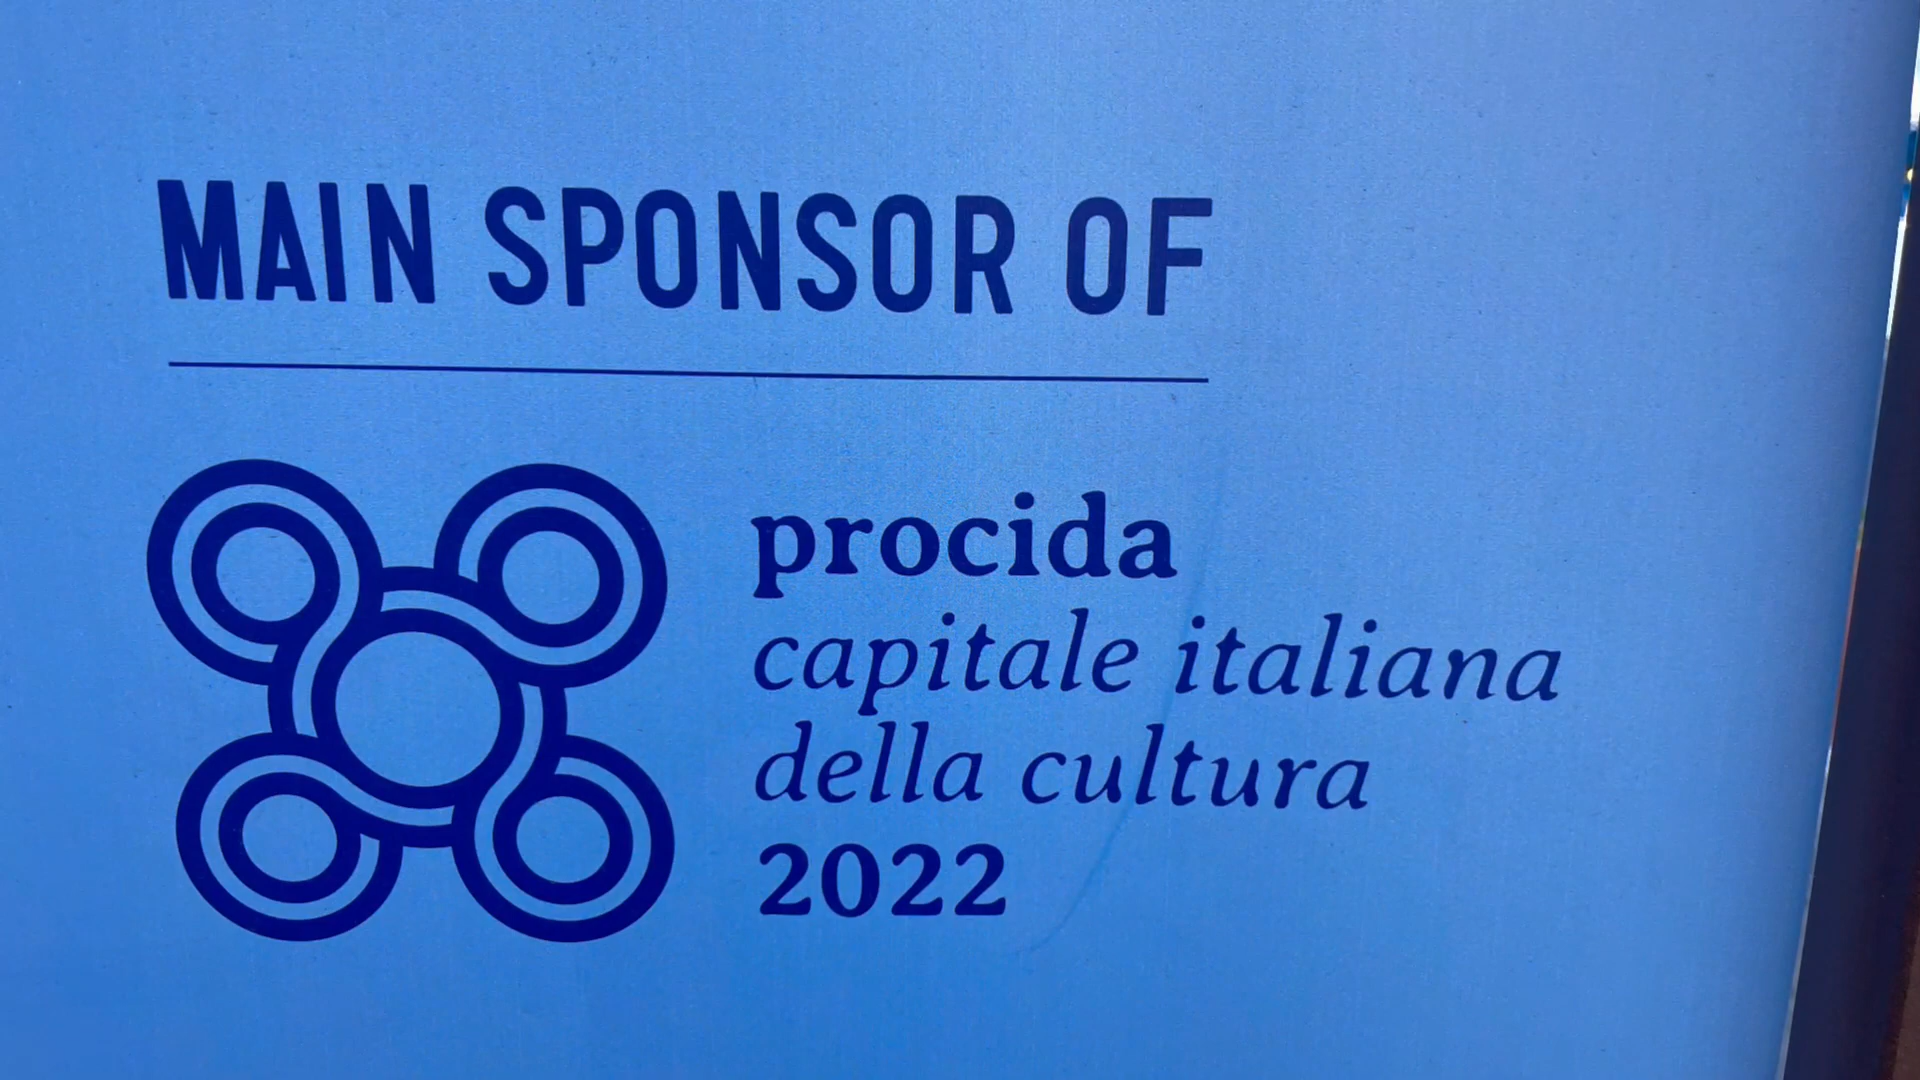 MAIN SPONSOR OF
procida
capitale italiana
della cultura
2022